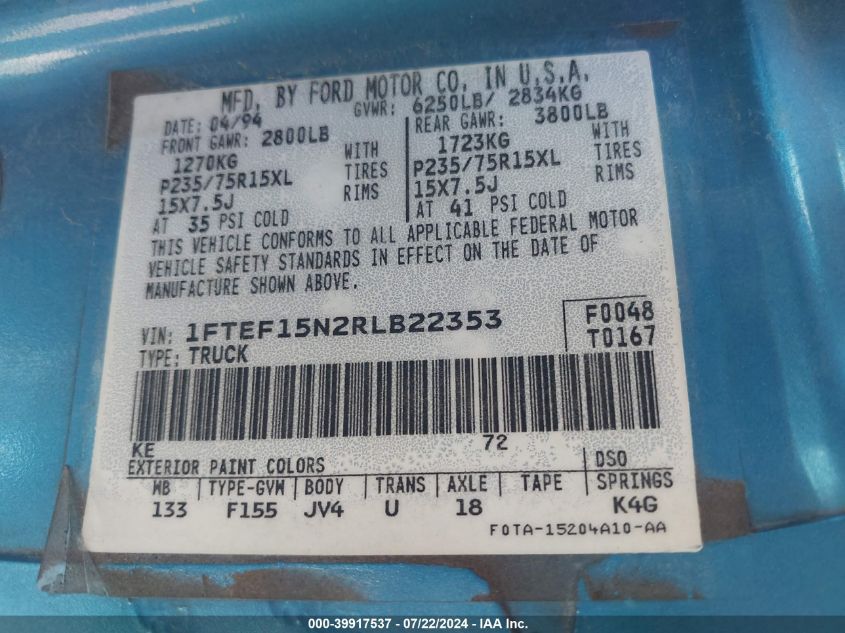 MFD. BY FORD MOTOR CO. IN U.S.A.
DATE: 04/94 GVWR: 6250LB/ 2834KG
FRONT GAWR: 2800LB REAR GAWR: 3800LB
1270KG WITH 1723KG WITH
P235/75R15XL TIRES P235/75R15XL TIRES
15X7.5J RIMS 15X7.5J RIMS
AT 35 PSI COLD AT 41 PSI COLD
THIS VEHICLE CONFORMS TO ALL APPLICABLE FEDERAL MOTOR
VEHICLE SAFETY STANDARDS IN EFFECT ON THE DATE OF
MANUFACTURE SHOWN ABOVE.
VIN: 1FTEF15N2RLB22353 F0048
TYPE: TRUCK T0167
KE 72
EXTERIOR PAINT COLORS DSO
WB TYPE-GVW BODY TRANS AXLE TAPE SPRINGS
133 F155 JV4 U 18 K4G
F0TA-15204A10-AA
000-39917537 - 07/22/2024 - IAA Inc.